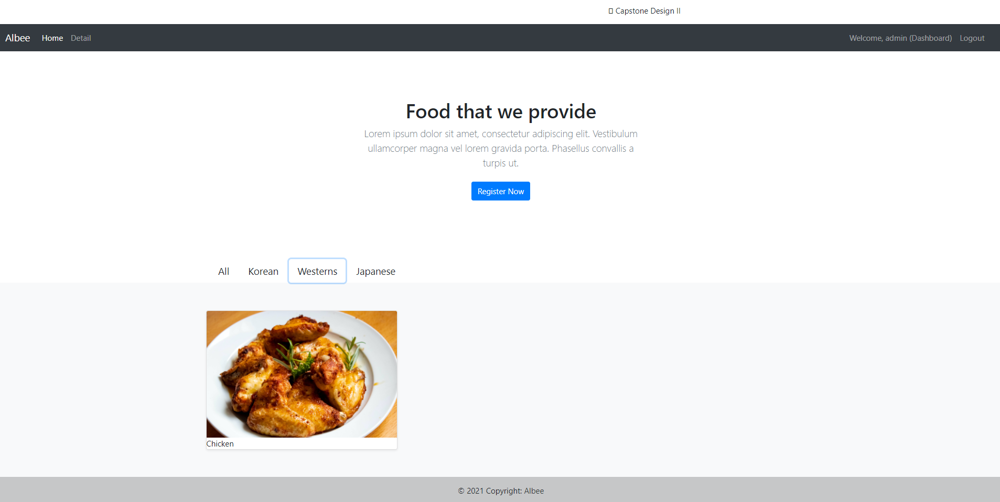 Capstone Design II
Albee Home Detail Welcome, admin (Dashboard) Logout
Food that we provide
Lorem ipsum dolor sit amet, consectetur adipiscing elit. Vestibulum
ullamcorper magna vel lorem gravida porta. Phasellus convallis a
turpis ut.
Register Now
All Korean Westerns Japanese
Chicken
© 2021 Copyright: Albee